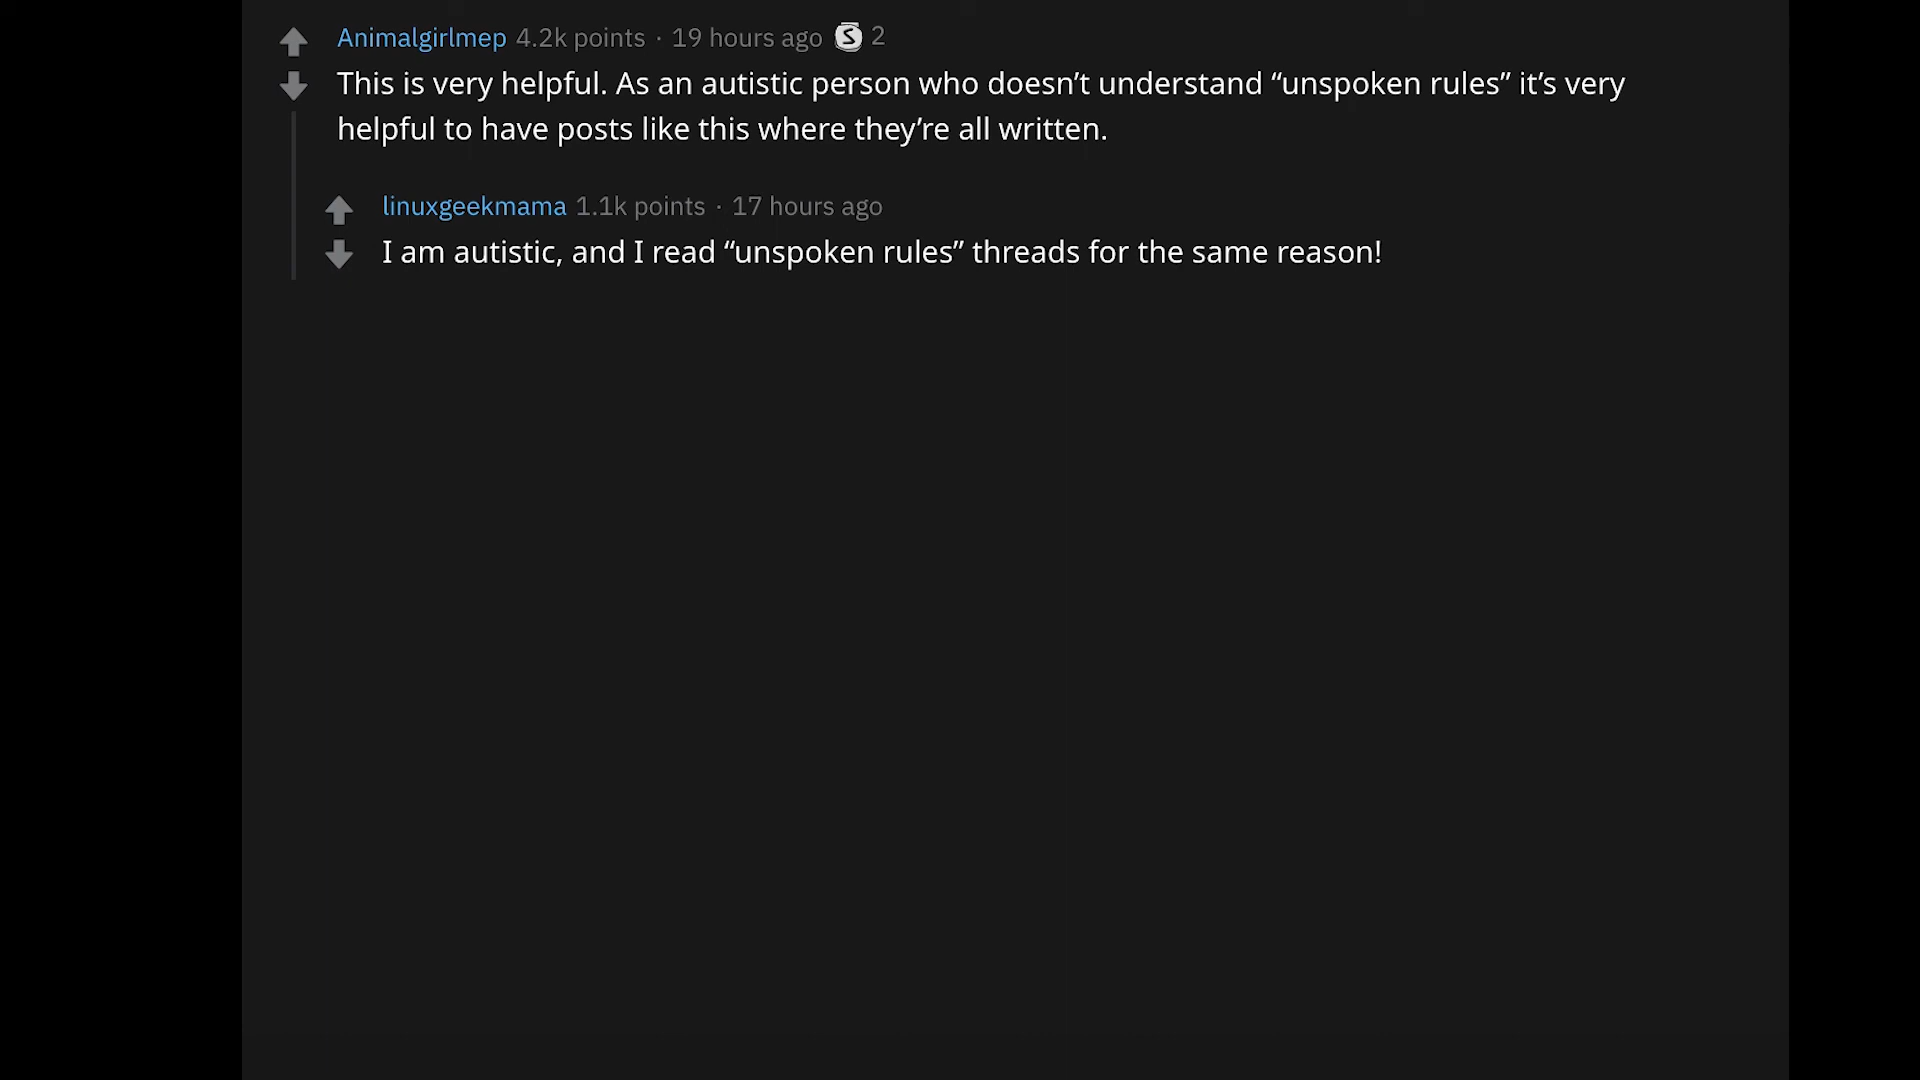 Animalgirlmep 4.2k points · 19 hours ago S 2
This is very helpful. As an autistic person who doesn’t understand “unspoken rules” it’s very
helpful to have posts like this where they’re all written.
linuxgeekmama 1.1k points · 17 hours ago
I am autistic, and I read “unspoken rules” threads for the same reason!